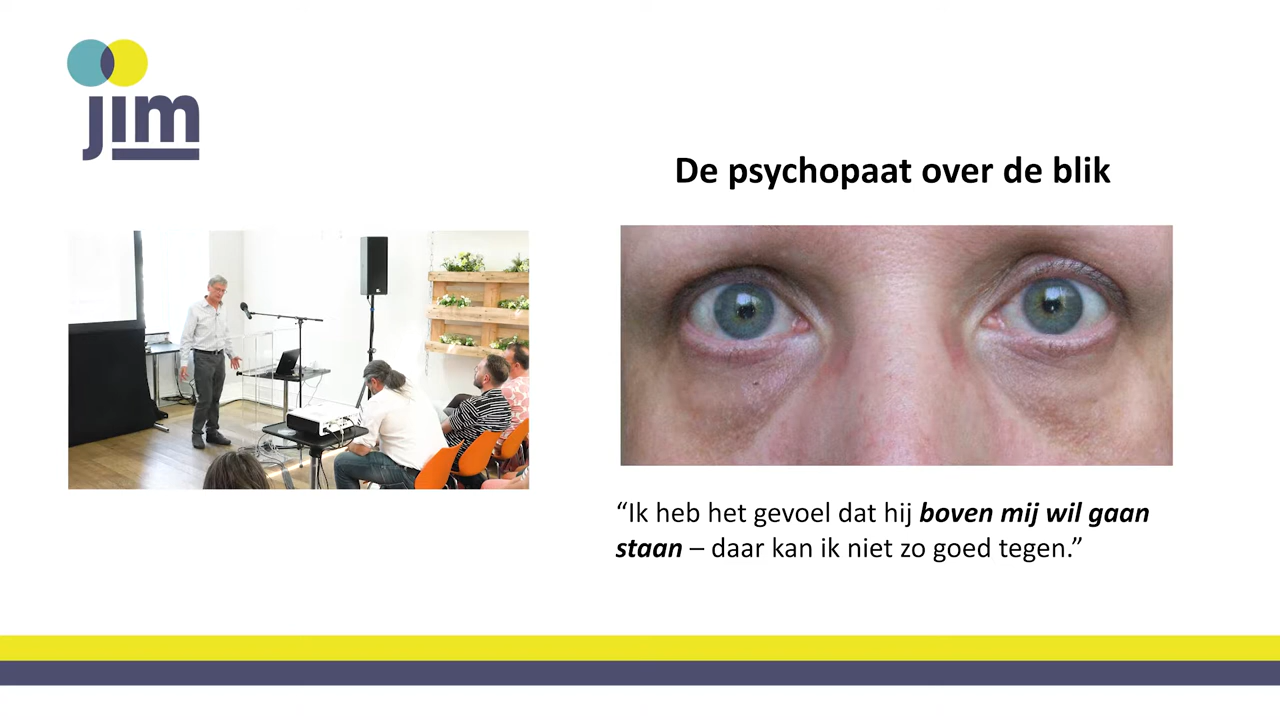 jim
De psychopaat over de blik
“Ik heb het gevoel dat hij boven mij wil gaan
staan – daar kan ik niet zo goed tegen.”